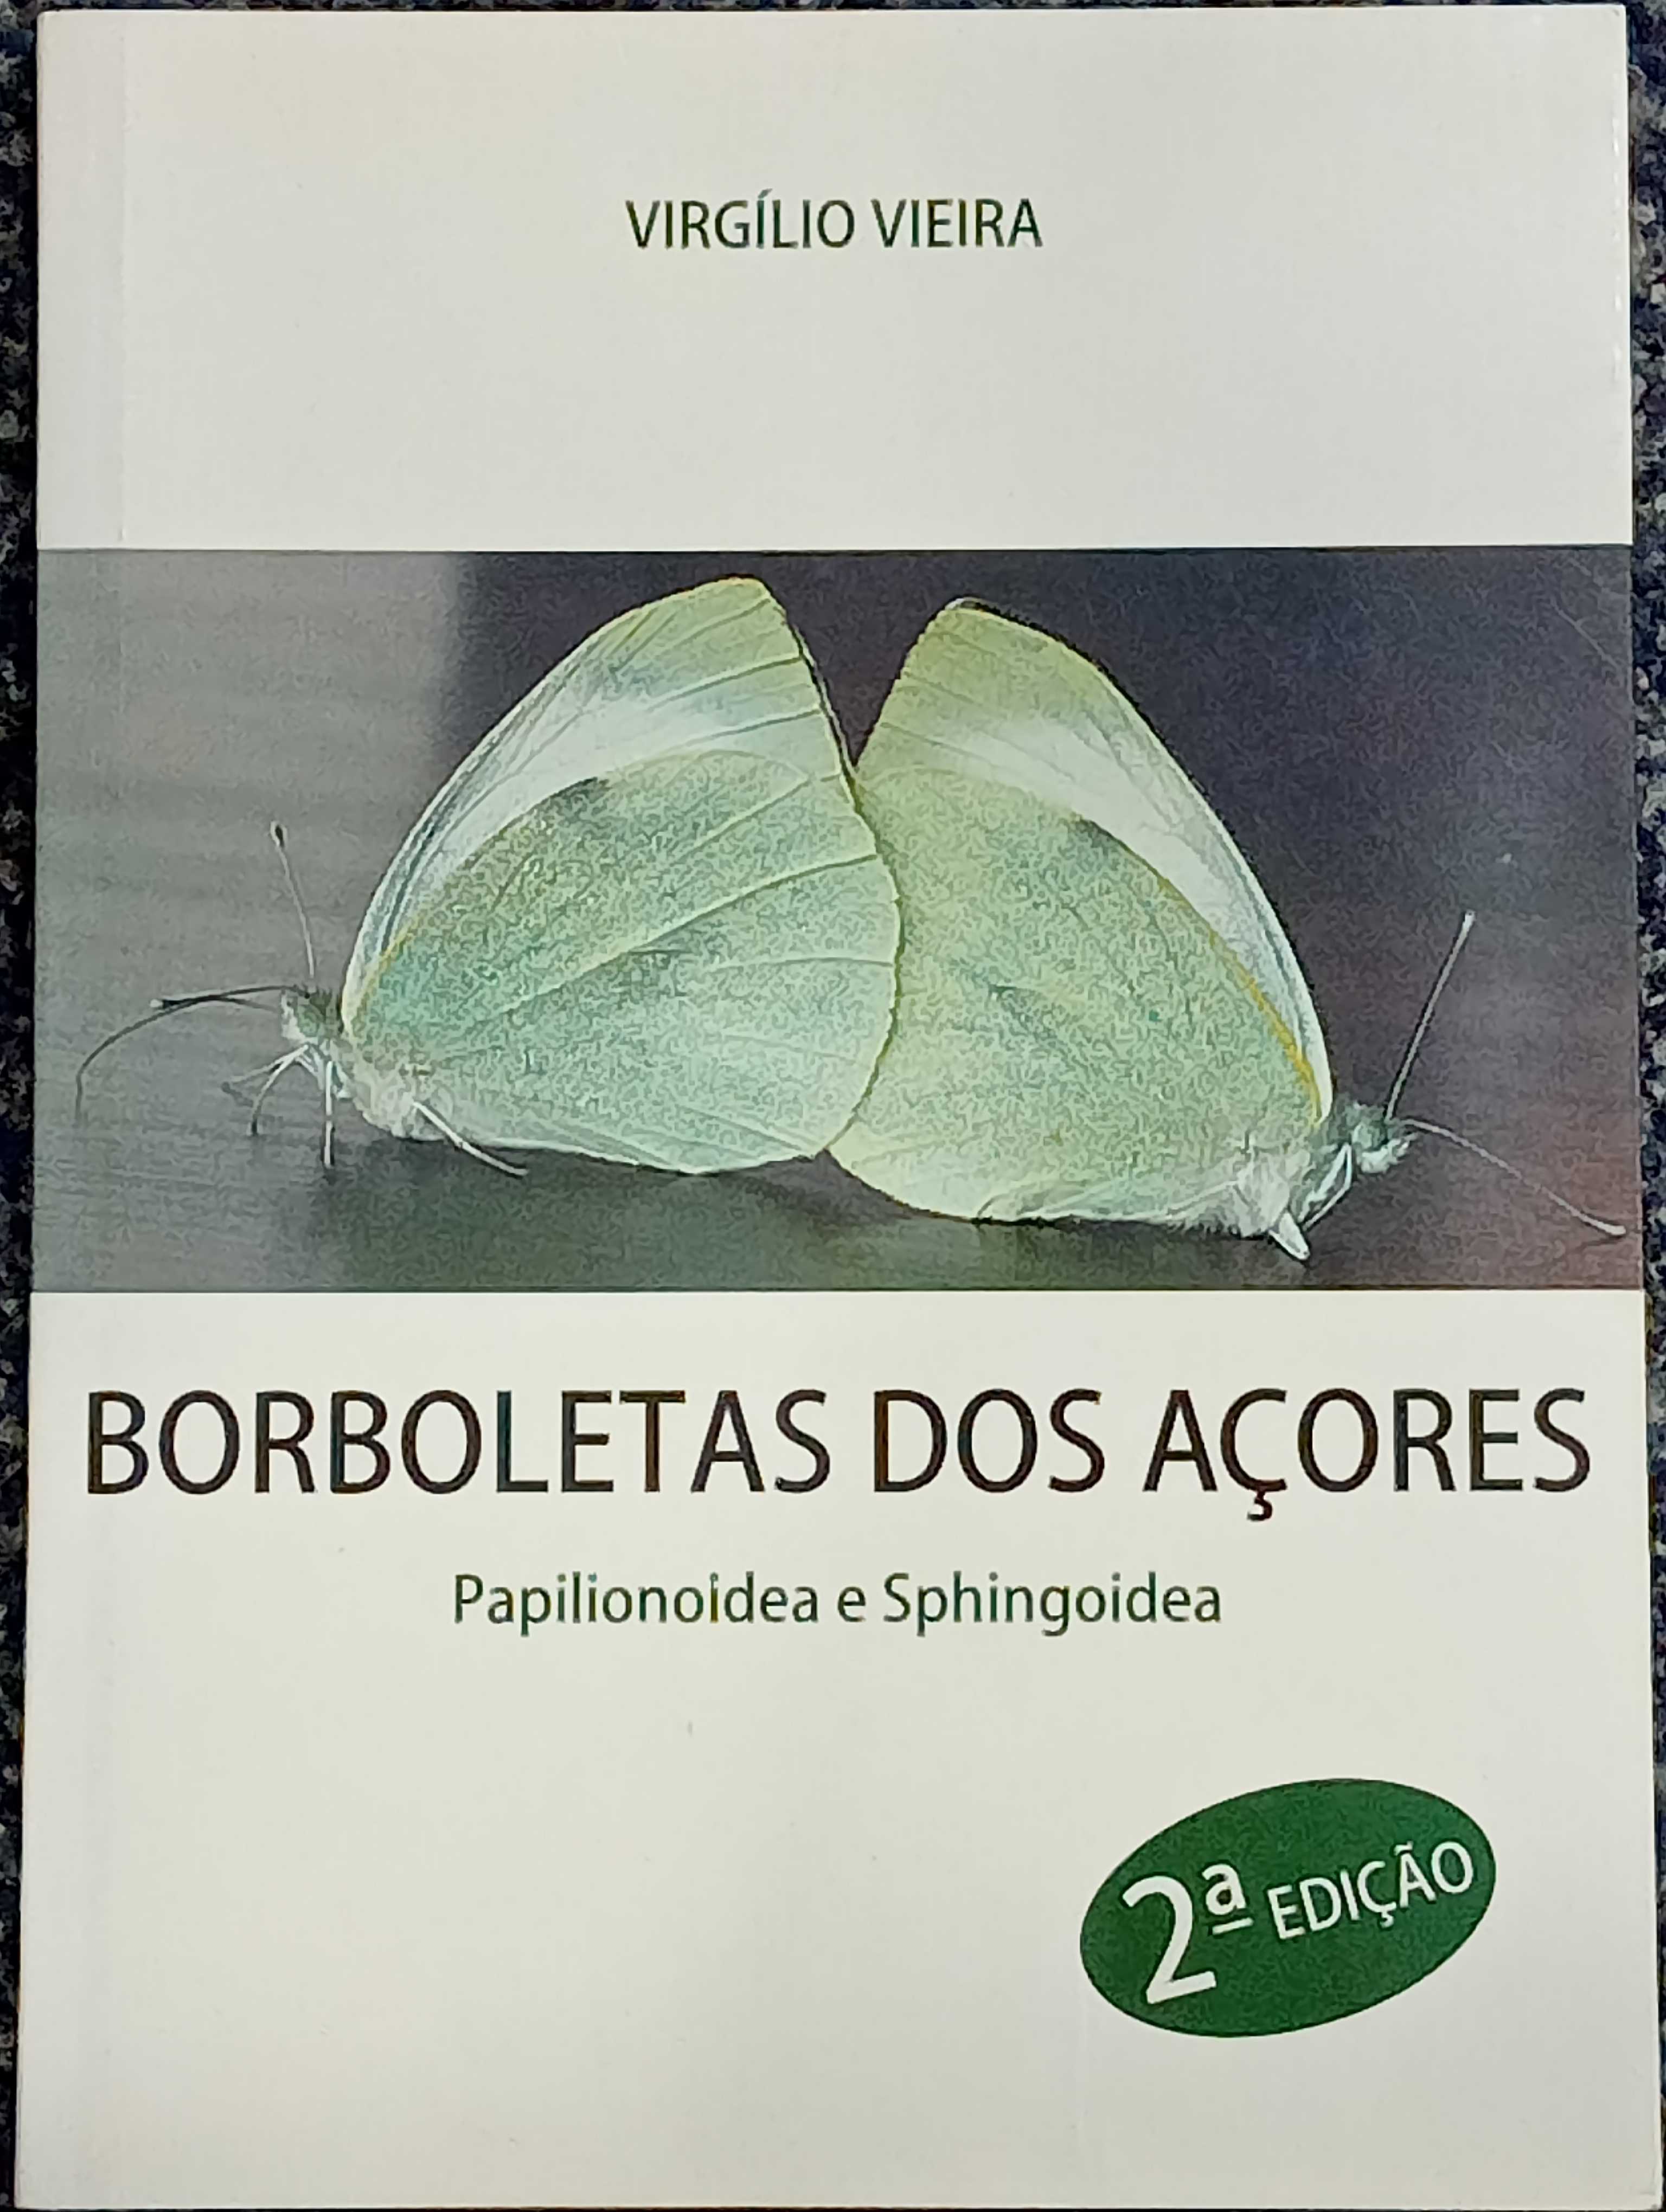 VIRGÍLIO VIEIRA
BORBOLETAS DOS AÇORES
Papilionoidea e Sphingoidea
2ª EDIÇÃO